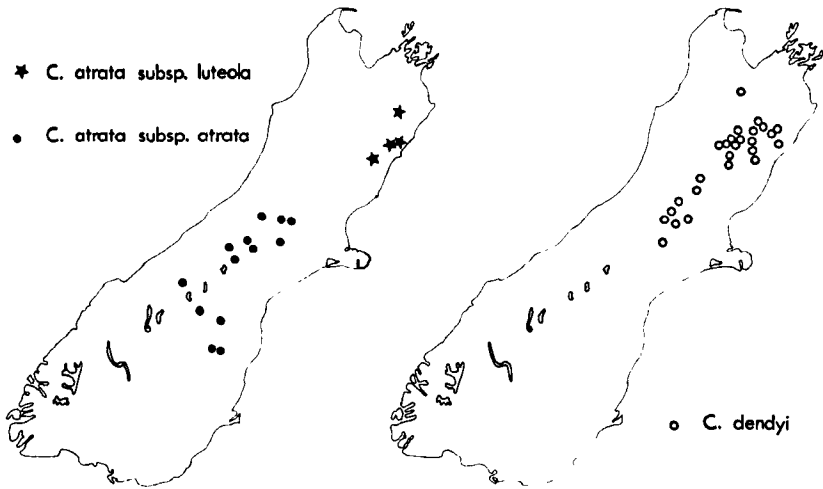 C. atrata subsp. luteola
C. atrata subsp. atrata
C. dendyi